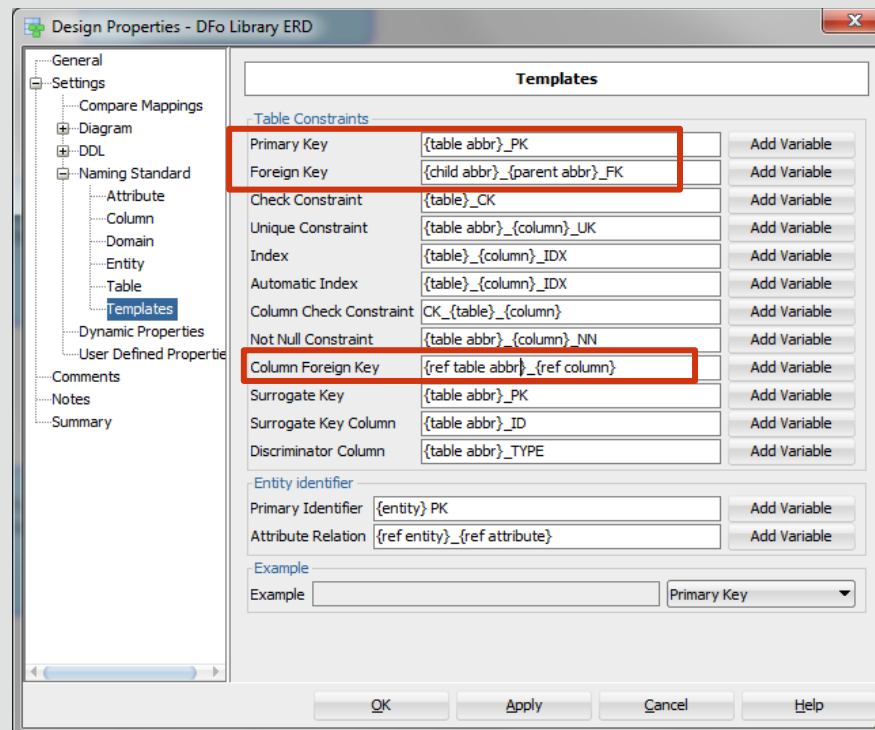 Design Properties - DFo Library ERD
General
Settings
Compare Mappings
Diagram
DDL
Naming Standard
Attribute
Column
Domain
Entity
Table
Templates
Dynamic Properties
User Defined Propertie
Comments
Notes
Summary
Templates
Table Constraints
Primary Key {table abbr}_PK Add Variable
Foreign Key {child abbr}_{parent abbr}_FK Add Variable
Check Constraint {table}_CK Add Variable
Unique Constraint {table abbr}_{column}_UK Add Variable
Index {table}_{column}_IDX Add Variable
Automatic Index {table}_{column}_IDX Add Variable
Column Check Constraint CK_{table}_{column} Add Variable
Not Null Constraint {table abbr}_{column}_NN Add Variable
Column Foreign Key {ref table abbr}_{ref column} Add Variable
Surrogate Key {table abbr}_PK Add Variable
Surrogate Key Column {table abbr}_ID Add Variable
Discriminator Column {table abbr}_TYPE Add Variable
Entity identifier
Primary Identifier {entity} PK Add Variable
Attribute Relation {ref entity}_{ref attribute} Add Variable
Example
Example Primary Key
OK Apply Cancel Help